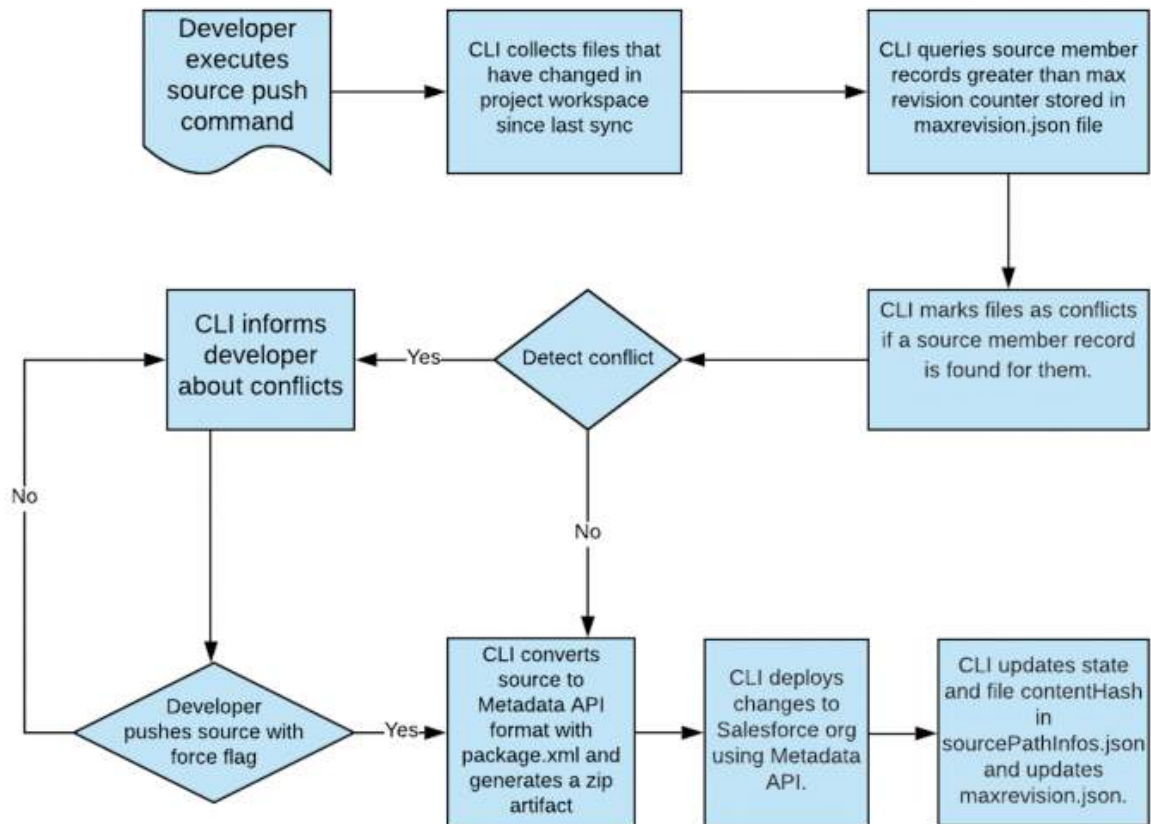 Developer
executes
source push
command
CLI collects files that
have changed in
project workspace
since last sync
CLI queries source member
records greater than max
revision counter stored in
maxrevision.json file
CLI informs
developer
about conflicts
Yes
Detect conflict
CLI marks files as conflicts
if a source member record
is found for them.
No
No
Developer
pushes source with
force flag
Yes
CLI converts
source to
Metadata API
format with
package.xml and
generates a zip
artifact
CLI deploys
changes to
Salesforce org
using Metadata
API.
CLI updates state
and file contentHash
in
sourcePathInfos.json
and updates
maxrevision.json.